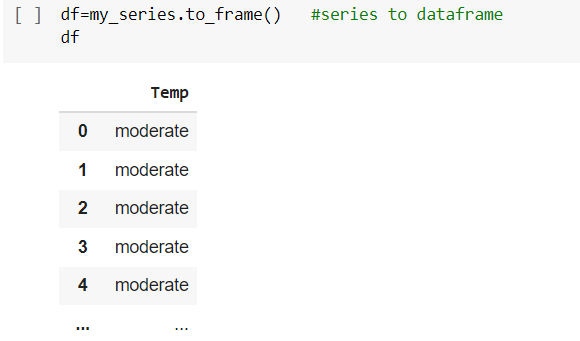 [ ] df=my_series.to_frame()   #series to dataframe
df
Temp
0 moderate
1 moderate
2 moderate
3 moderate
4 moderate
... ...